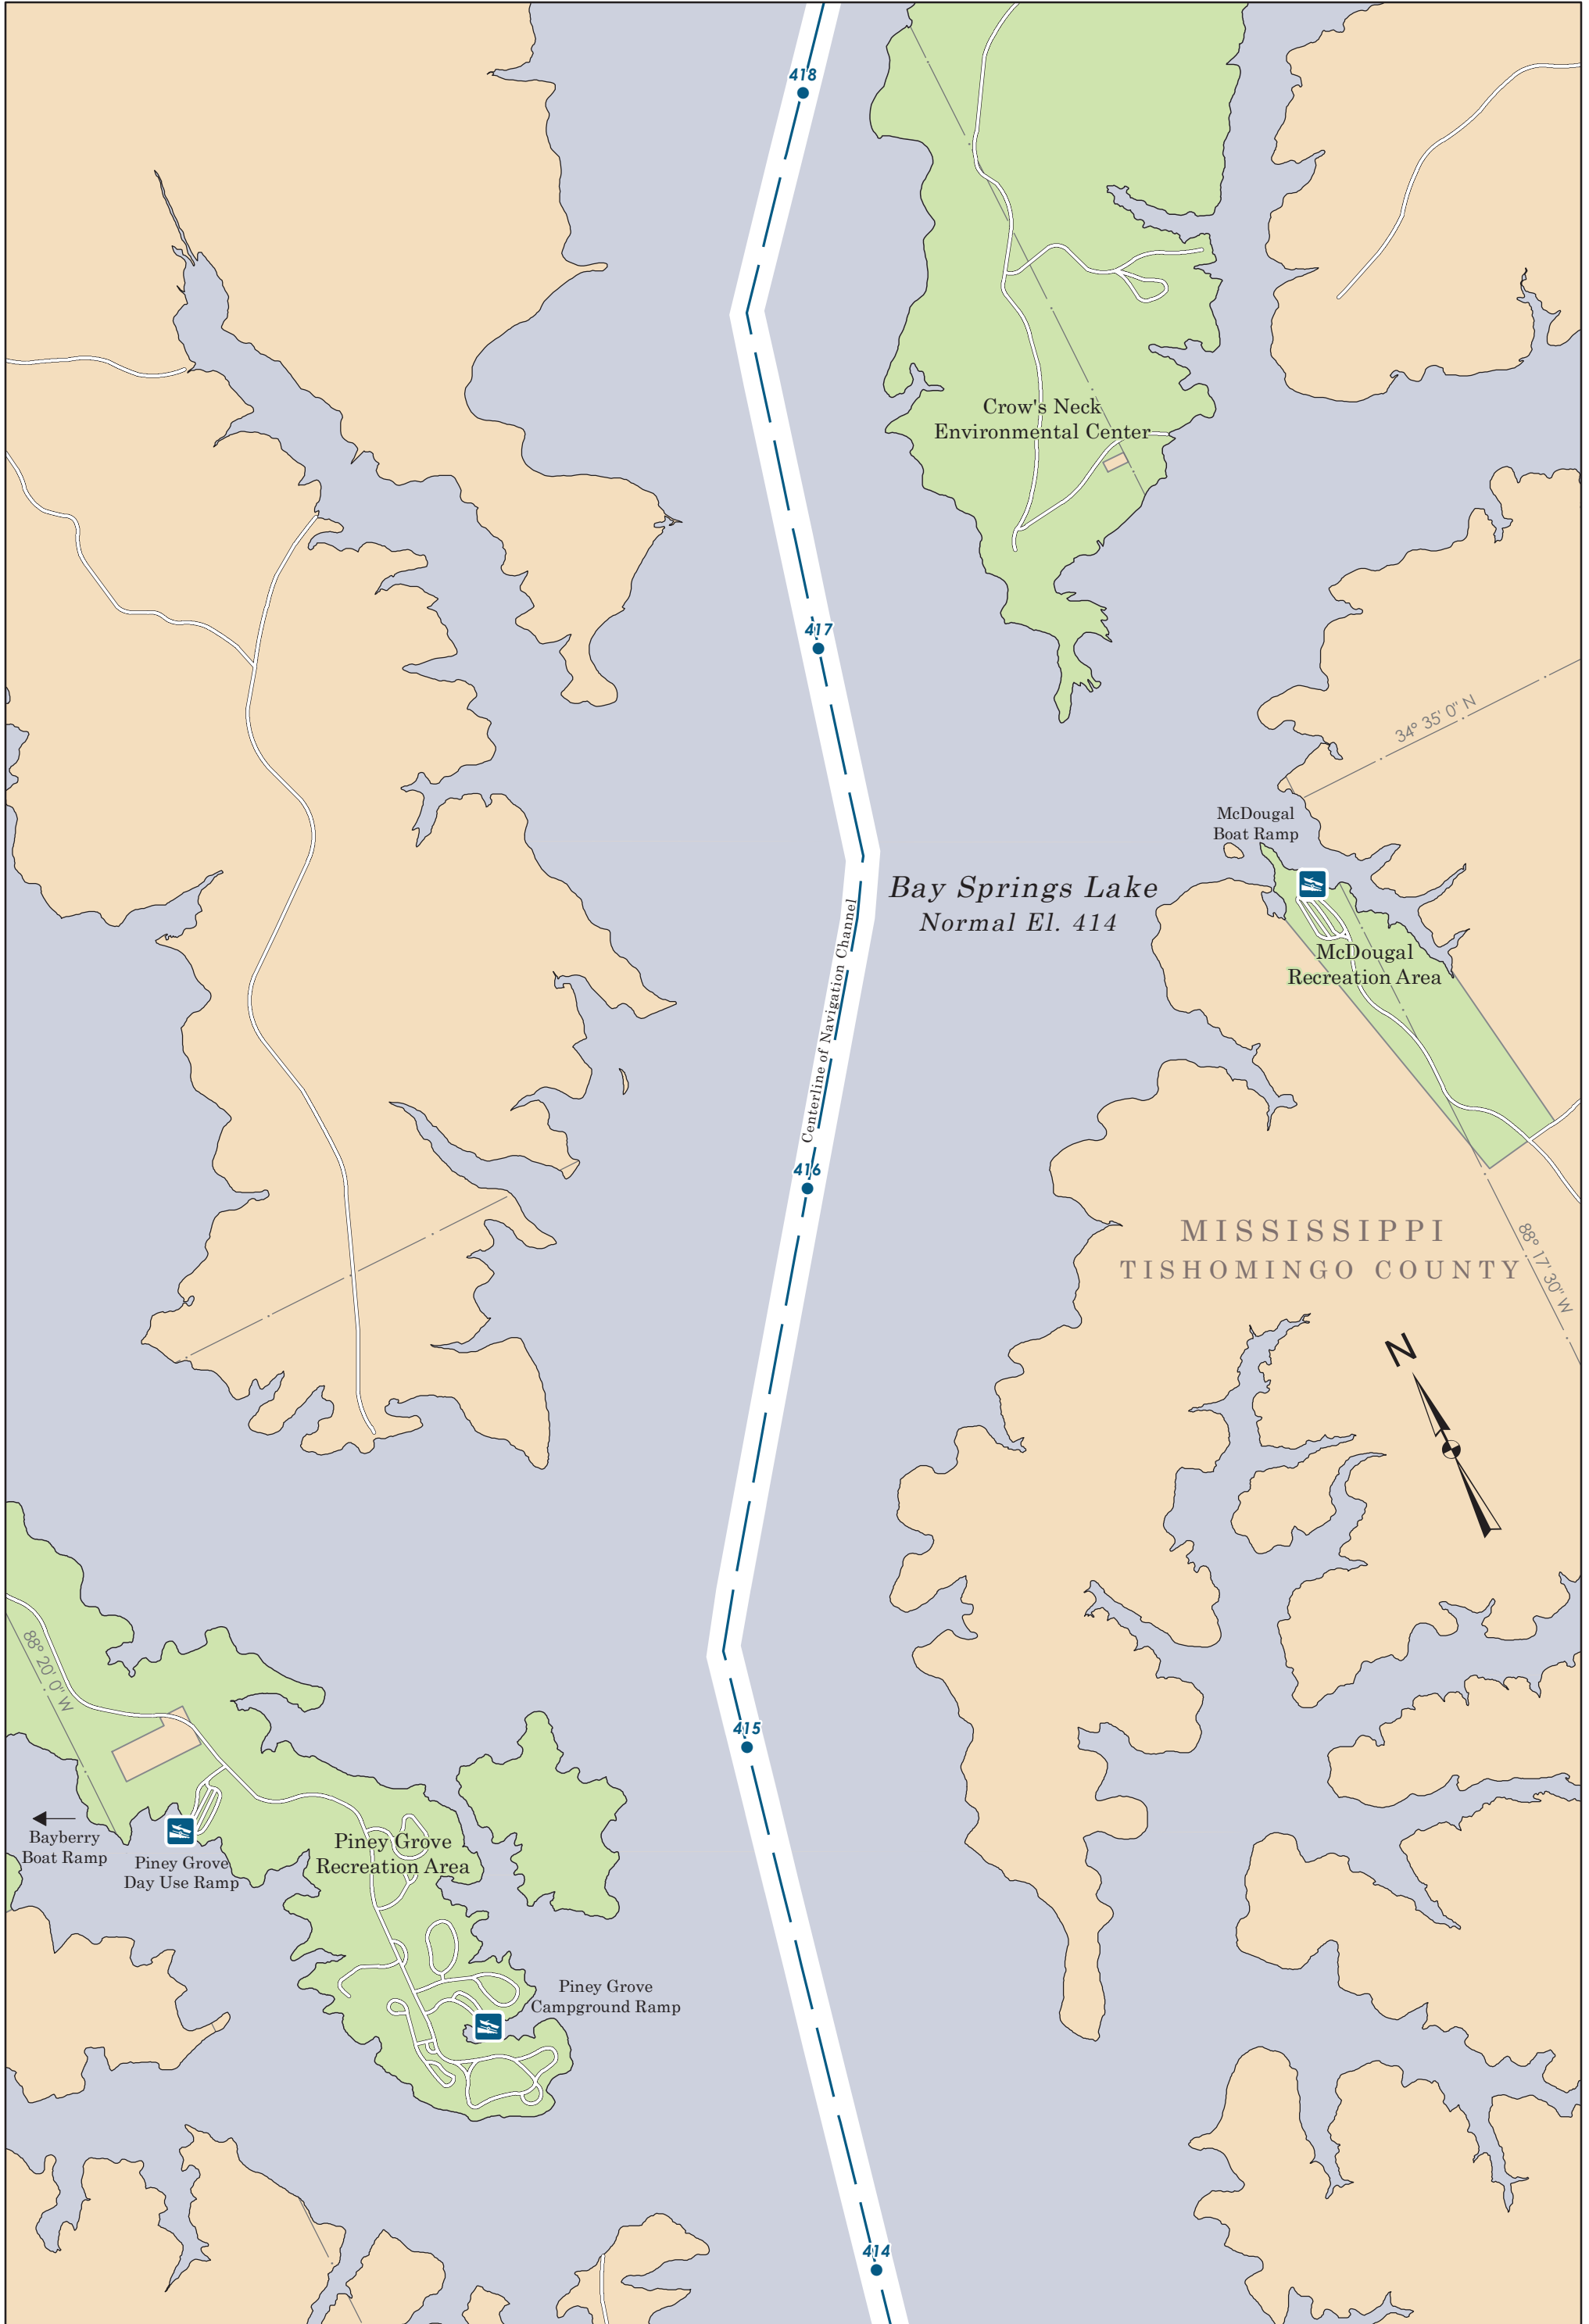 418
Crow's Neck
Environmental Center
417
34° 35' 0" N
McDougal
Boat Ramp
Bay Springs Lake
Normal El. 414
McDougal
Recreation Area
Centerline of Navigation Channel
416
MISSISSIPPI
TISHOMINGO COUNTY
88° 17' 30" W
N
88° 20' 0" W
415
Bayberry
Boat Ramp
Piney Grove
Day Use Ramp
Piney Grove
Recreation Area
Piney Grove
Campground Ramp
414